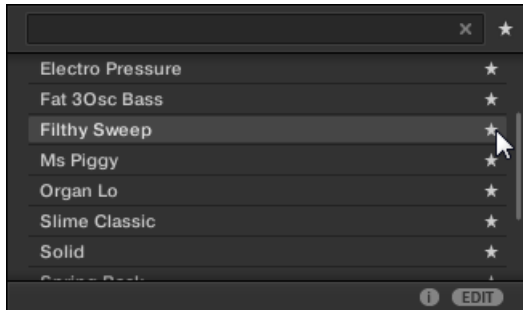 Electro Pressure
Fat 3Osc Bass
Filthy Sweep
Ms Piggy
Organ Lo
Slime Classic
Solid
i EDIT